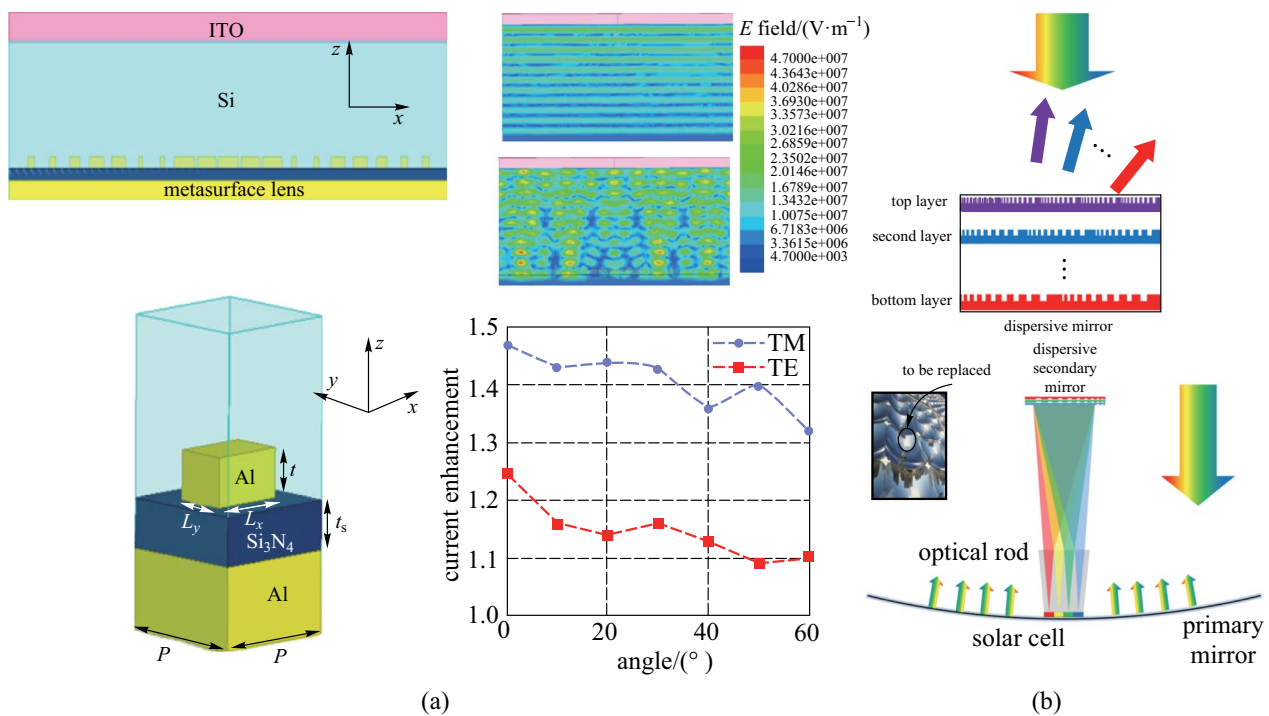 ITO
z
Si
x
metasurface lens
E field/(V·m⁻¹)
4.7000e+007
4.3643e+007
4.0286e+007
3.6930e+007
3.3573e+007
3.0216e+007
2.6859e+007
2.3502e+007
2.0146e+007
1.6789e+007
1.3432e+007
1.0075e+007
6.7183e+006
3.3615e+006
4.7000e+003
z
y
x
Al
t
Ly
Lx
ts
Si₃N₄
Al
P
P
1.5
1.4
1.3
1.2
1.1
1.0
current enhancement
TM
TE
0
20
40
60
angle/(° )
(a)
top layer
second layer
bottom layer
dispersive mirror
dispersive
secondary
mirror
to be replaced
optical rod
solar cell
primary
mirror
(b)